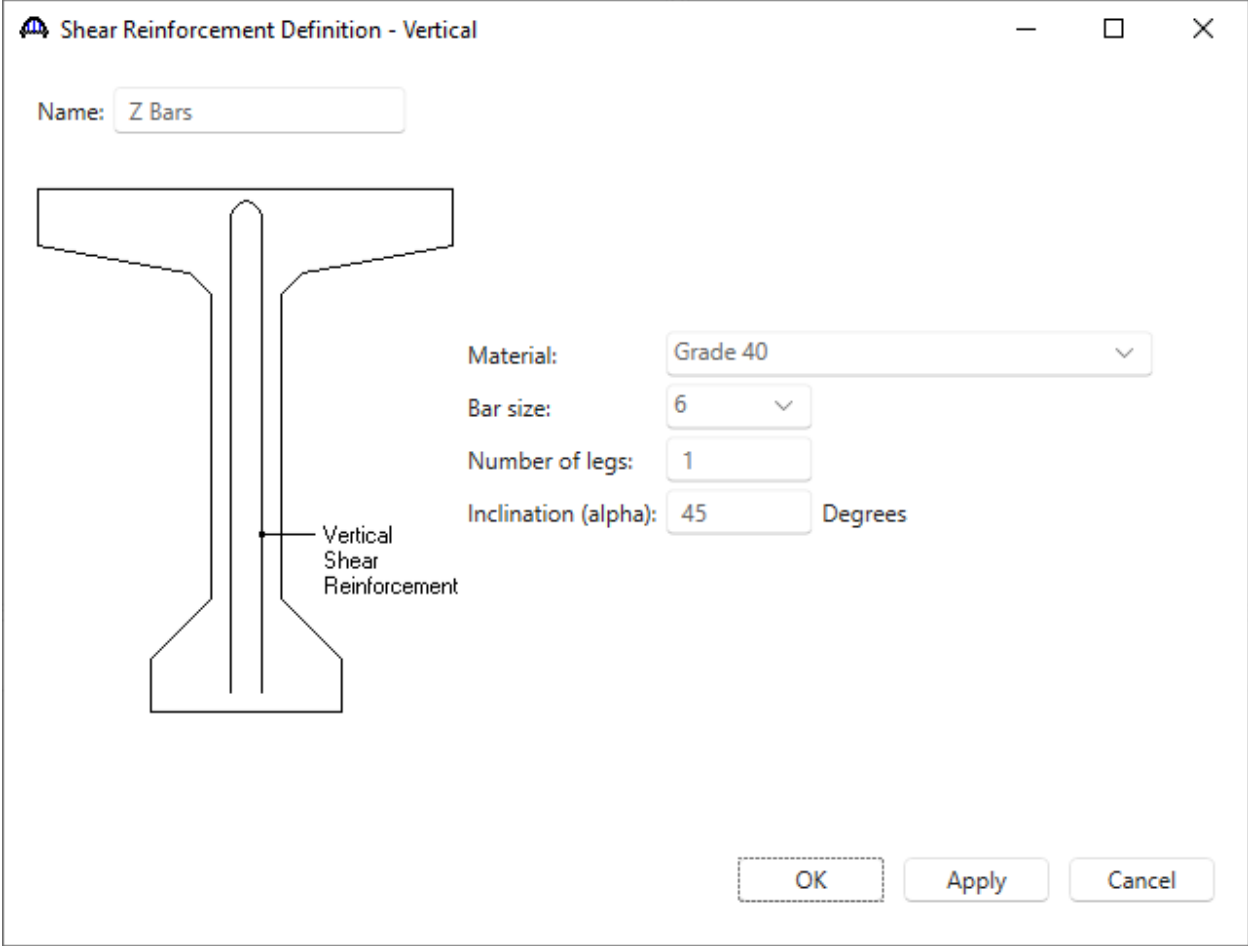 Shear Reinforcement Definition - Vertical
Name: Z Bars
Material: Grade 40
Bar size: 6
Number of legs: 1
Inclination (alpha): 45 Degrees
Vertical
Shear
Reinforcement
OK Apply Cancel